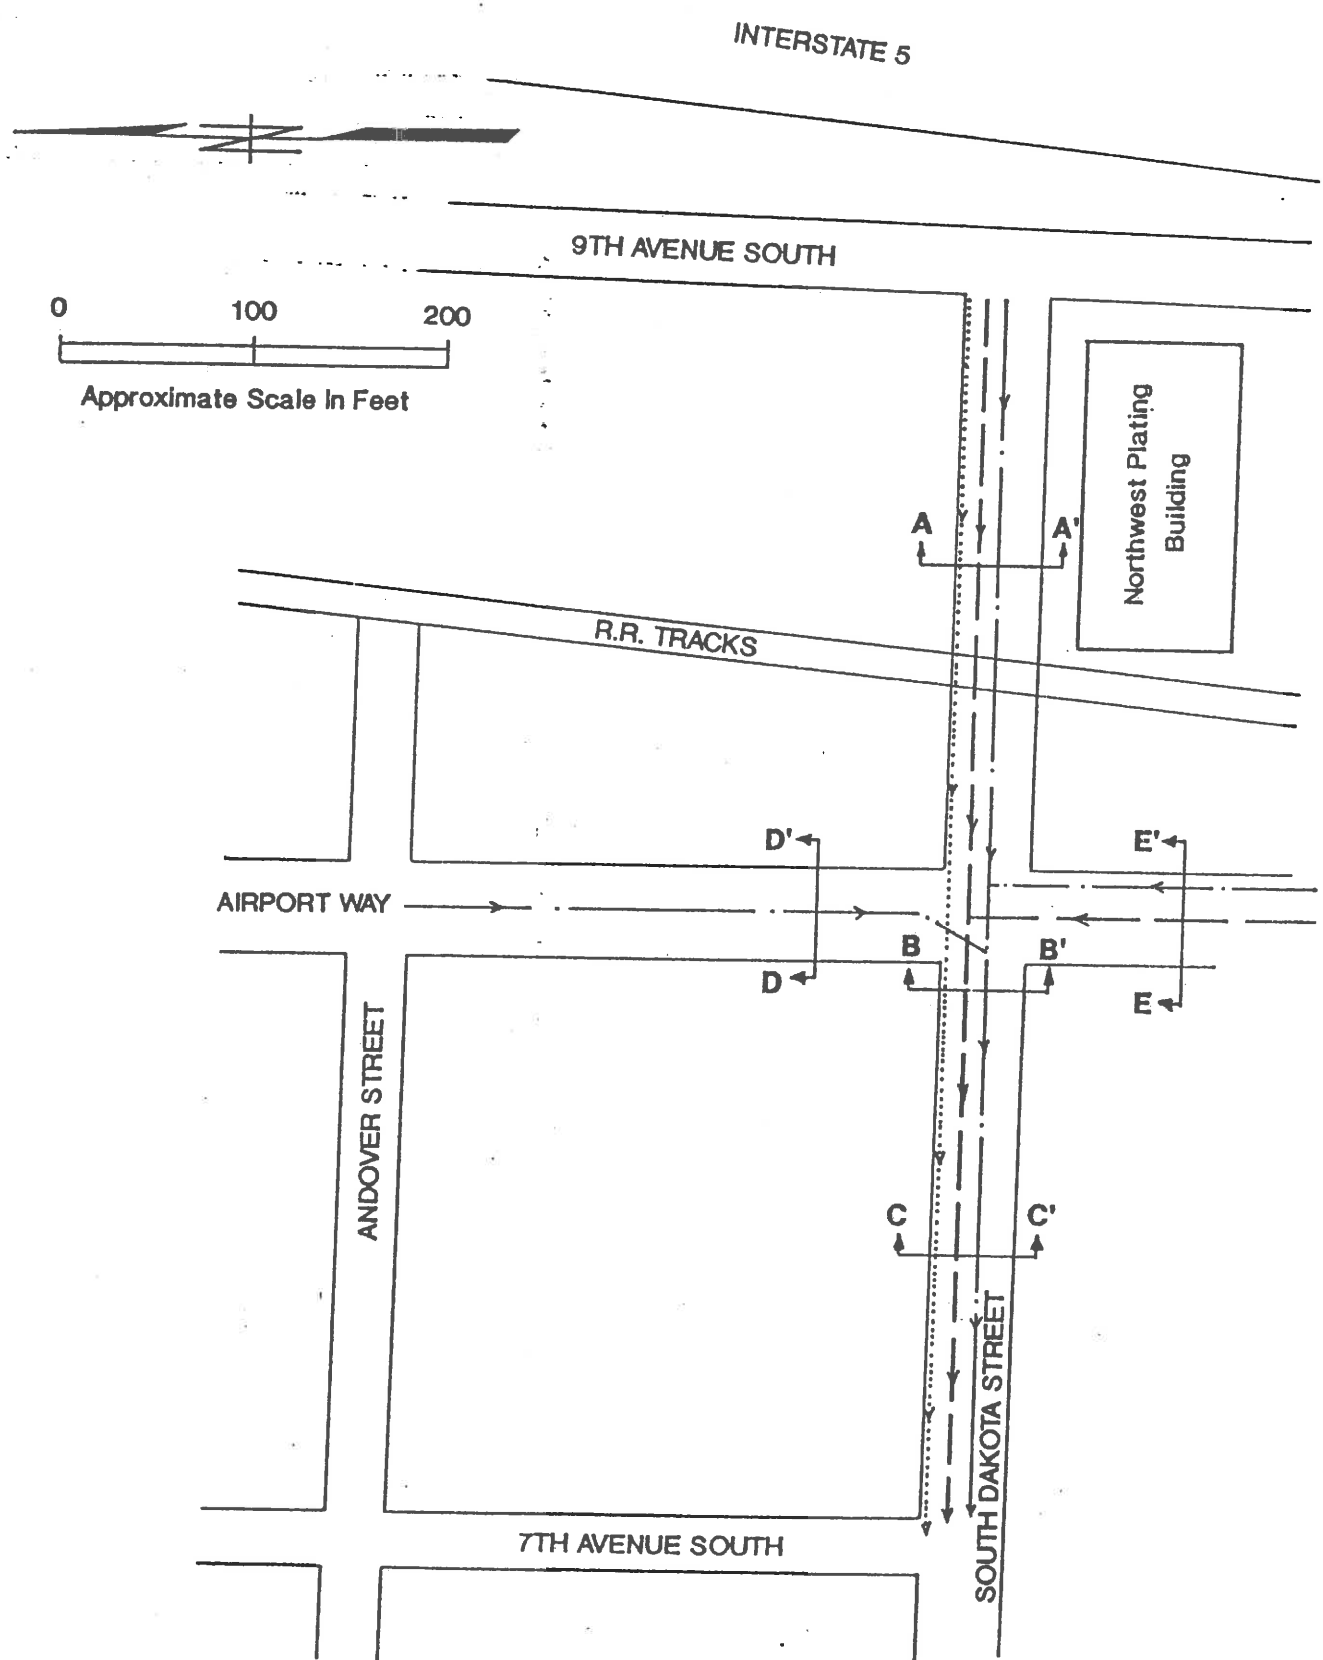 INTERSTATE 5
N
9TH AVENUE SOUTH
0 100 200
Approximate Scale In Feet
Northwest Plating
Building
A A'
R.R. TRACKS
D' E'
AIRPORT WAY
B B'
D E
ANDOVER STREET
C C'
SOUTH DAKOTA STREET
7TH AVENUE SOUTH